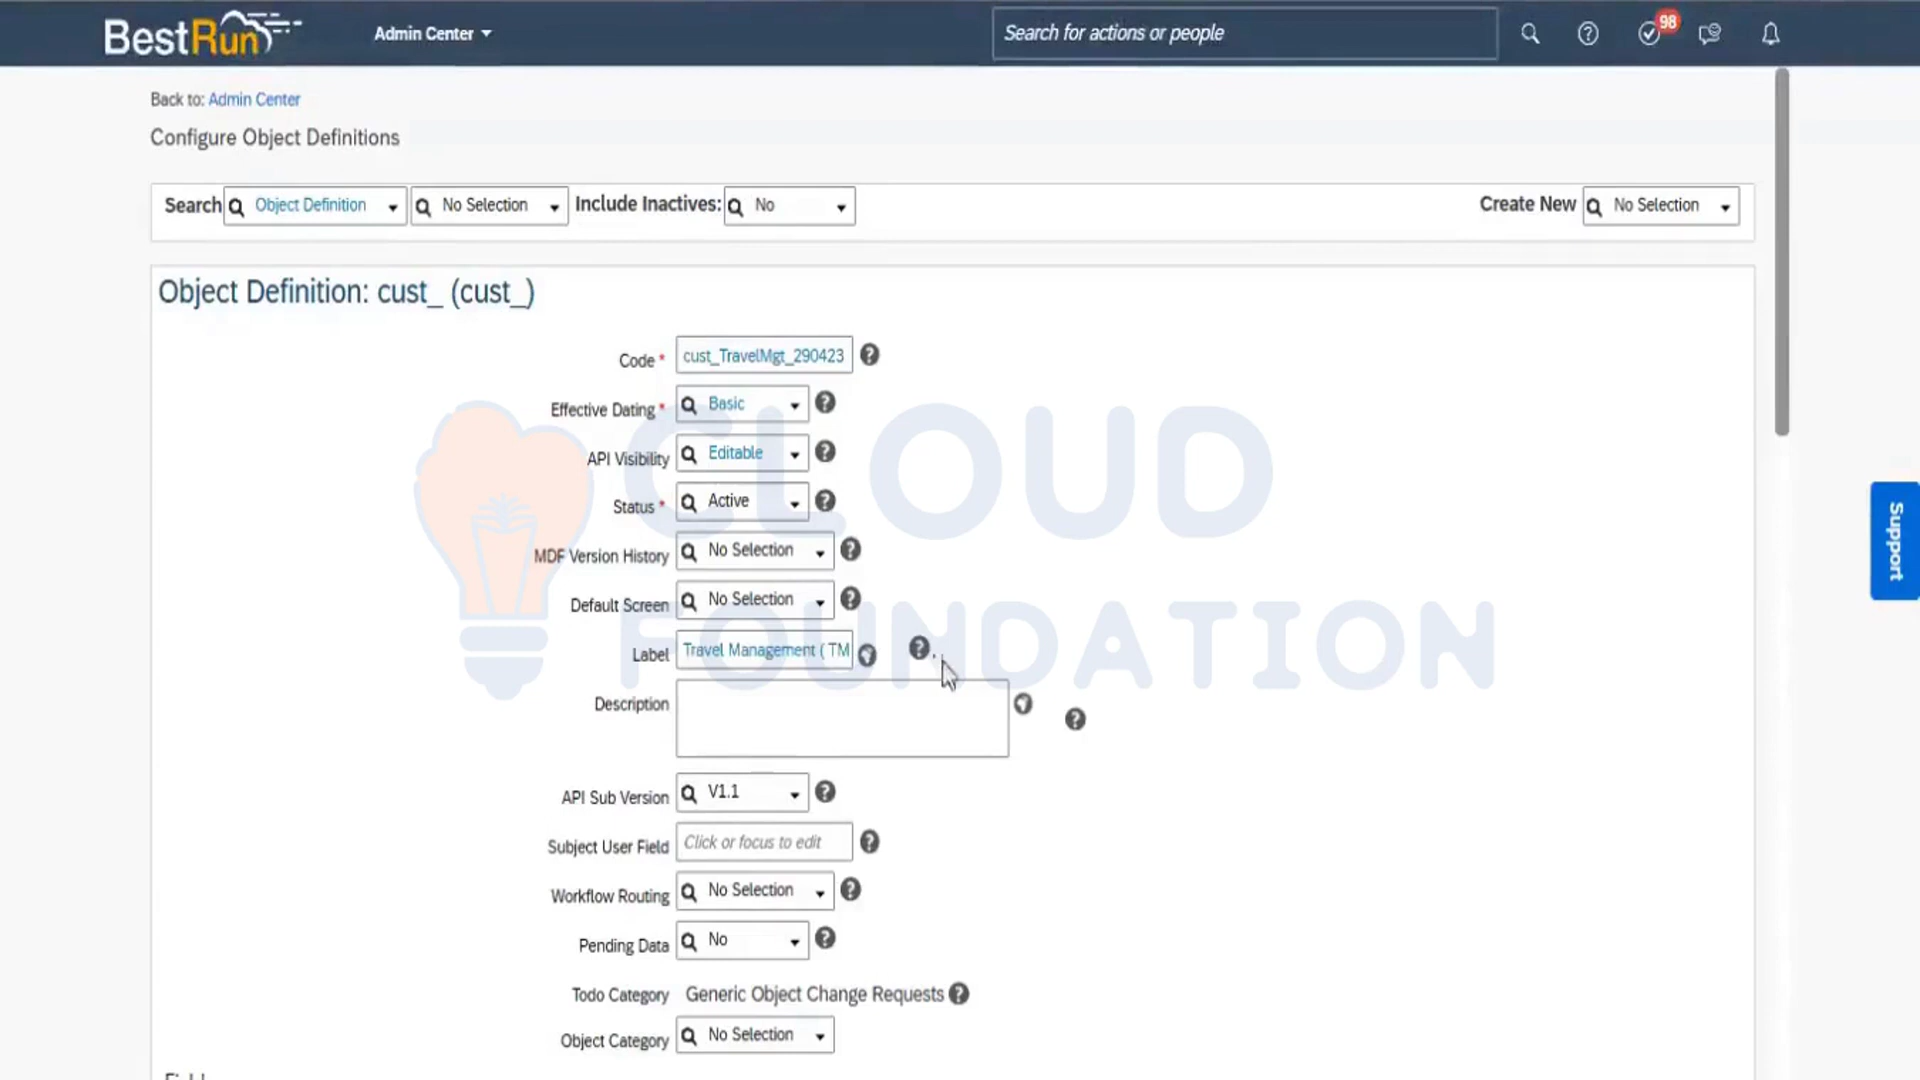 BestRun Admin Center Search for actions or people 98
Back to: Admin Center
Configure Object Definitions
Search Object Definition No Selection Include Inactives: No Create New No Selection
Object Definition: cust_ (cust_)
Code * cust_TravelMgt_290423
Effective Dating * Basic
API Visibility Editable
Status * Active
MDF Version History No Selection
Default Screen No Selection
Label Travel Management ( TM
Description
API Sub Version V1.1
Subject User Field Click or focus to edit
Workflow Routing No Selection
Pending Data No
Todo Category Generic Object Change Requests
Object Category No Selection
Support
CLOUD
FOUNDATION